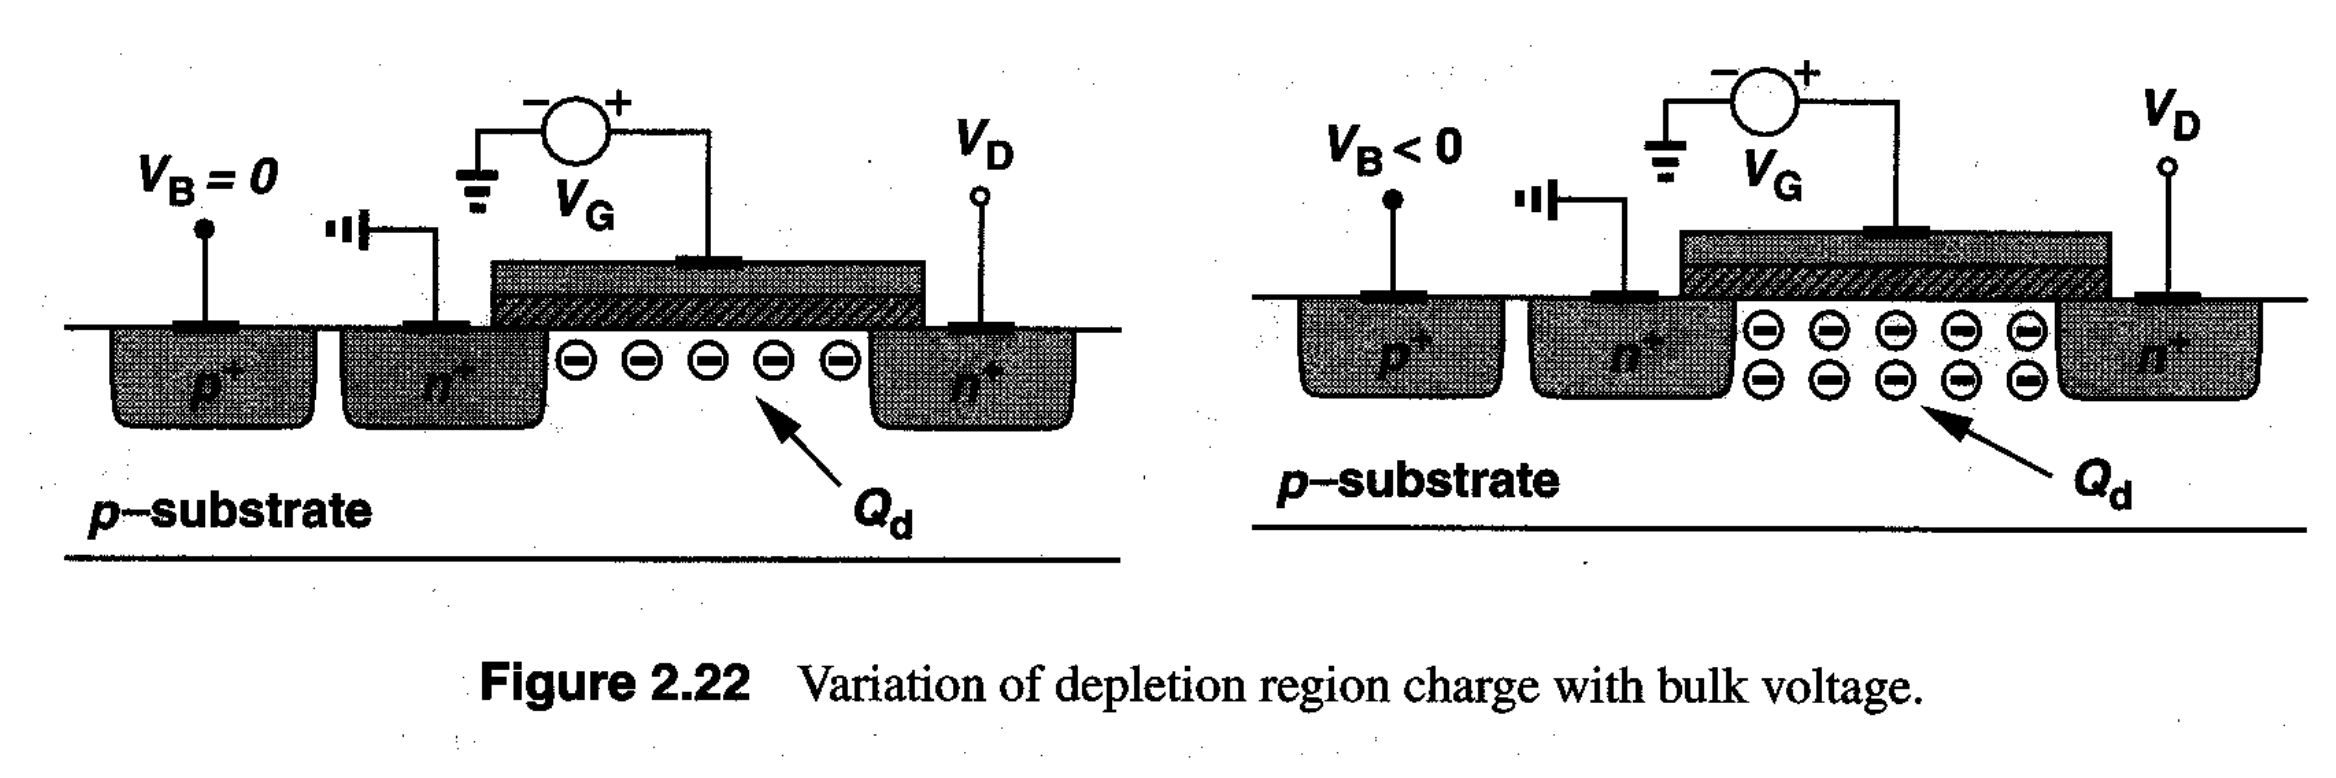 V_B = 0
− +
V_G
V_D
p+
n+
n+
Q_d
p–substrate
V_B < 0
− +
V_G
V_D
p+
n+
n+
Q_d
p–substrate
Figure 2.22 Variation of depletion region charge with bulk voltage.